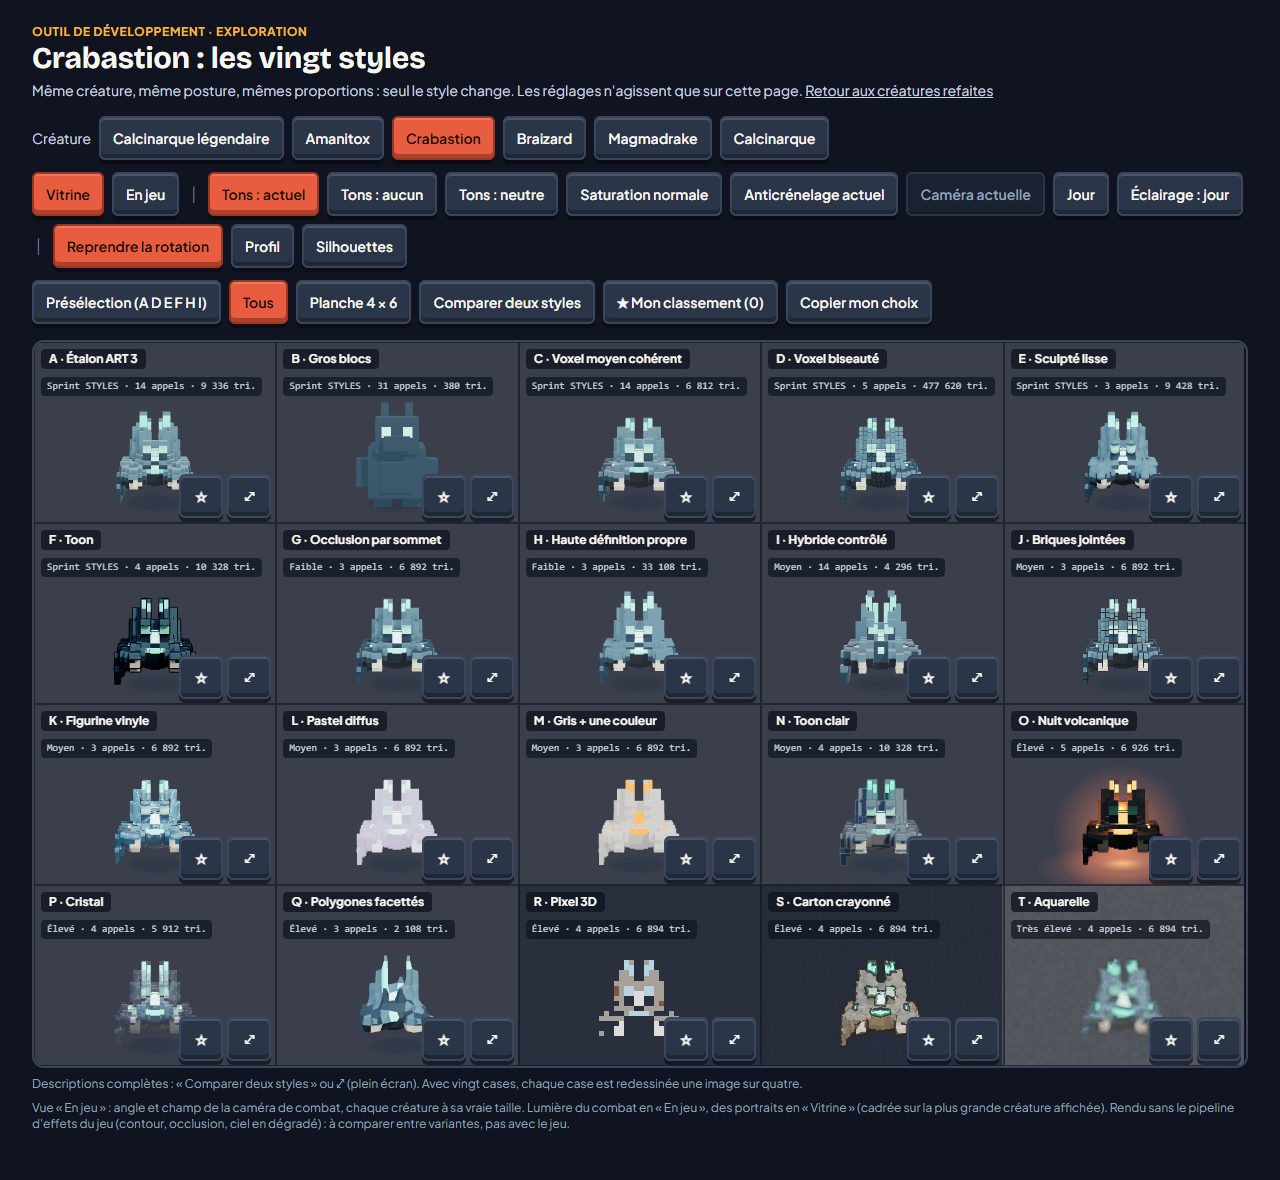 OUTIL DE DÉVELOPPEMENT · EXPLORATION
Crabastion : les vingt styles
Même créature, même posture, mêmes proportions : seul le style change. Les réglages n'agissent que sur cette page. Retour aux créatures refaites
Créature Calcinarque légendaire Amanitox Crabastion Braizard Magmadrake Calcinarque
Vitrine En jeu | Tons : actuel Tons : aucun Tons : neutre Saturation normale Anticrénelage actuel Caméra actuelle Jour Éclairage : jour
| Reprendre la rotation Profil Silhouettes
Présélection (A D E F H I) Tous Planche 4 × 6 Comparer deux styles ★ Mon classement (0) Copier mon choix
A · Étalon ART 3 B · Gros blocs C · Voxel moyen cohérent D · Voxel biseauté E · Sculpté lisse
Sprint STYLES · 14 appels · 9 336 tri. Sprint STYLES · 31 appels · 380 tri. Sprint STYLES · 14 appels · 6 812 tri. Sprint STYLES · 5 appels · 477 620 tri. Sprint STYLES · 3 appels · 9 428 tri.
F · Toon G · Occlusion par sommet H · Haute définition propre I · Hybride contrôlé J · Briques jointées
Sprint STYLES · 4 appels · 10 328 tri. Faible · 3 appels · 6 892 tri. Faible · 3 appels · 33 108 tri. Moyen · 14 appels · 4 296 tri. Moyen · 3 appels · 6 892 tri.
K · Figurine vinyle L · Pastel diffus M · Gris + une couleur N · Toon clair O · Nuit volcanique
Moyen · 3 appels · 6 892 tri. Moyen · 3 appels · 6 892 tri. Moyen · 3 appels · 6 892 tri. Moyen · 4 appels · 10 328 tri. Élevé · 5 appels · 6 926 tri.
P · Cristal Q · Polygones facettés R · Pixel 3D S · Carton crayonné T · Aquarelle
Élevé · 4 appels · 5 912 tri. Élevé · 3 appels · 2 108 tri. Élevé · 4 appels · 6 894 tri. Élevé · 4 appels · 6 894 tri. Très élevé · 4 appels · 6 894 tri.
Descriptions complètes : « Comparer deux styles » ou ⤢ (plein écran). Avec vingt cases, chaque case est redessinée une image sur quatre.
Vue « En jeu » : angle et champ de la caméra de combat, chaque créature à sa vraie taille. Lumière du combat en « En jeu », des portraits en « Vitrine » (cadrée sur la plus grande créature affichée). Rendu sans le pipeline
d'effets du jeu (contour, occlusion, ciel en dégradé) : à comparer entre variantes, pas avec le jeu.